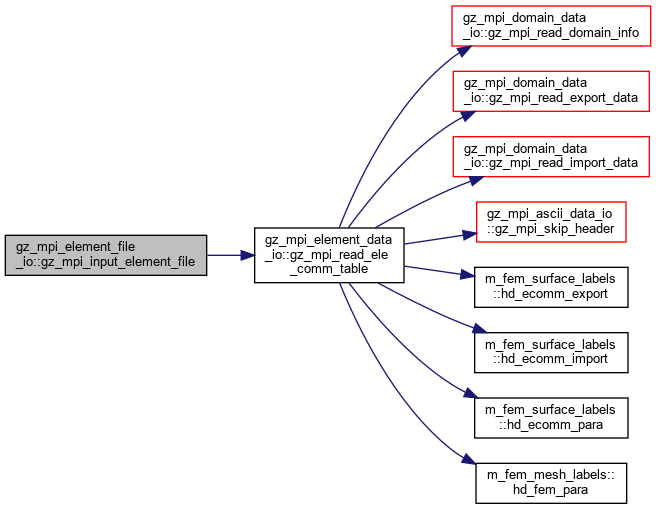 gz_mpi_element_file
_io::gz_mpi_input_element_file
gz_mpi_element_data
_io::gz_mpi_read_ele
_comm_table
gz_mpi_domain_data
_io::gz_mpi_read_domain_info
gz_mpi_domain_data
_io::gz_mpi_read_export_data
gz_mpi_domain_data
_io::gz_mpi_read_import_data
gz_mpi_ascii_data_io
::gz_mpi_skip_header
m_fem_surface_labels
::hd_ecomm_export
m_fem_surface_labels
::hd_ecomm_import
m_fem_surface_labels
::hd_ecomm_para
m_fem_mesh_labels::
hd_fem_para